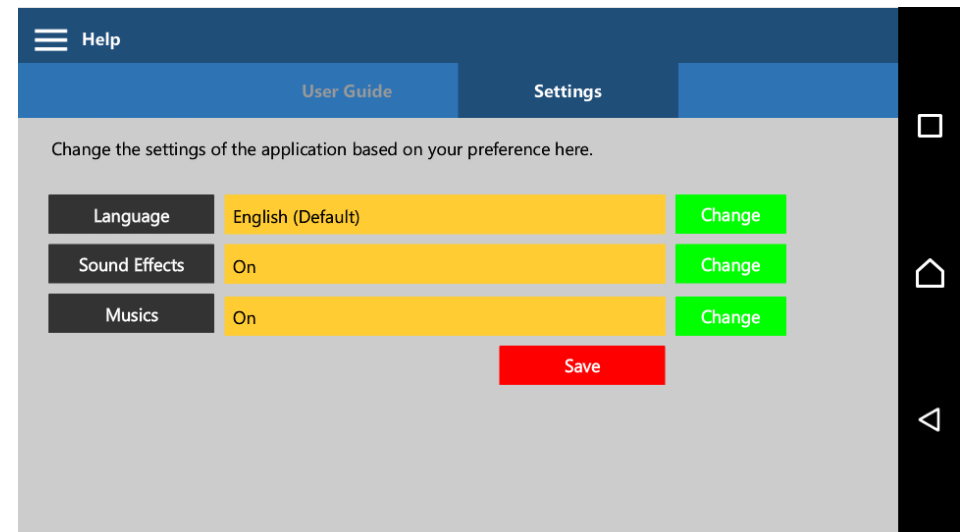 Help
User Guide
Settings
Change the settings of the application based on your preference here.
Language
English (Default)
Change
Sound Effects
On
Change
Musics
On
Change
Save